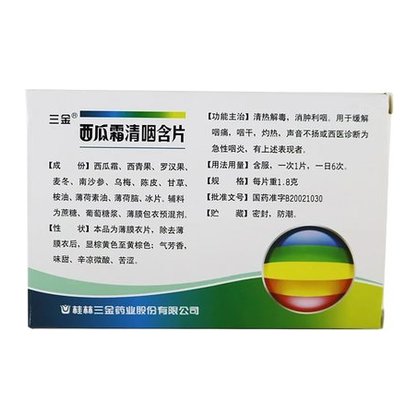 三金®
西瓜霜清咽含片
【成 份】西瓜霜、西青果、罗汉果、
麦冬、南沙参、乌梅、陈皮、甘草、
桉油、薄荷素油、薄荷脑、冰片。辅料
为蔗糖、葡萄糖浆、薄膜包衣预混剂。
【性 状】本品为薄膜衣片，除去薄
膜衣后，显棕黄色至黄棕色；气芳香，
味甜、辛凉微酸、苦涩。
【功能主治】清热解毒，消肿利咽。用于缓解
咽痛，咽干，灼热，声音不扬或西医诊断为
急性咽炎，有上述表现者。
【用法用量】含服，一次1片，一日6次。
【规 格】每片重1.8克
【批准文号】国药准字B20021030
【贮 藏】密封，防潮。
桂林三金药业股份有限公司